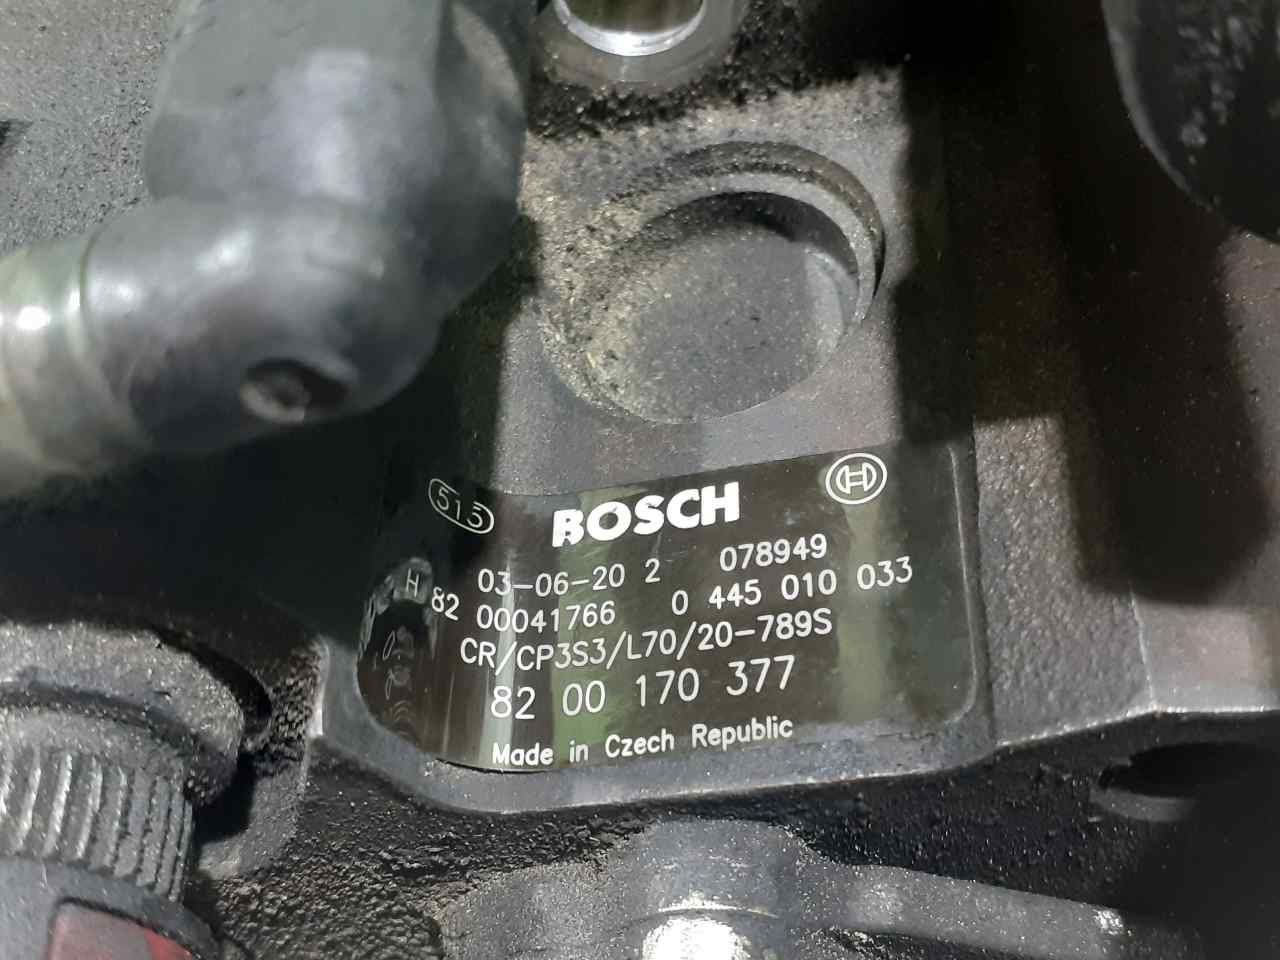 515 BOSCH H
03-06-20 2 078949
H 82 00041766 0 445 010 033
CR/CP3S3/L70/20-789S
82 00 170 377
Made in Czech Republic